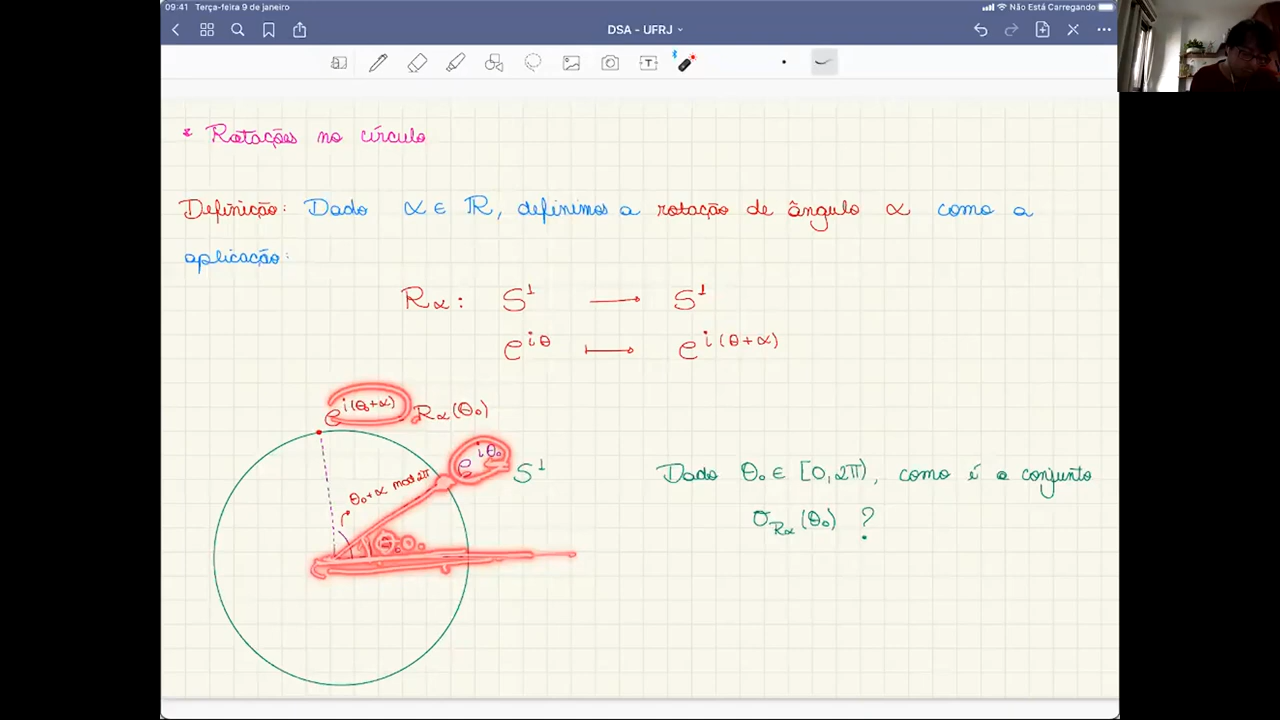 09:41 Terça-feira 9 de janeiro
Não Está Carregando
DSA - UFRJ
T
* Rotações no círculo
Definição: Dado α ∈ ℝ, definimos a rotação de ângulo α como a
aplicação:
Rα : S¹ → S¹
e^{iθ} ↦ e^{i(θ+α)}
e^{i(θ₀+α)} Rα(θ₀)
e^{iθ₀} S¹
θ₀+α mod 2π
θ₀
Dado θ₀ ∈ [0,2π), como é o conjunto
O_{Rα}(θ₀) ?